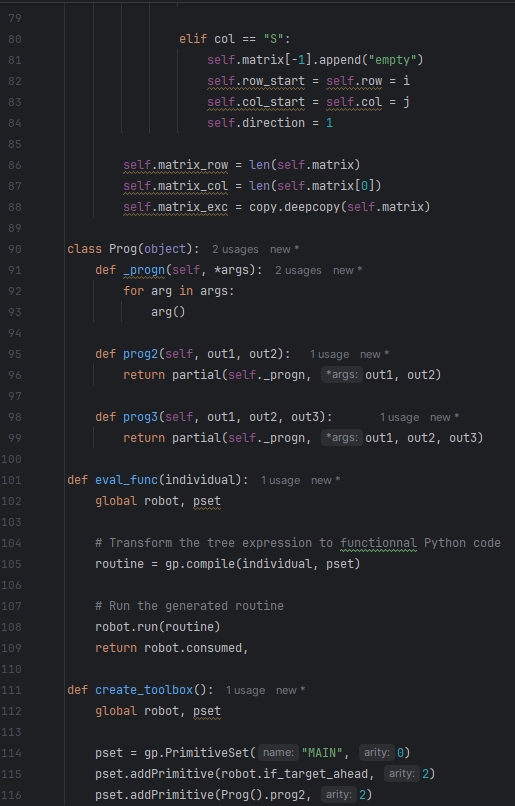 79
80 elif col == "S":
81 self.matrix[-1].append("empty")
82 self.row_start = self.row = i
83 self.col_start = self.col = j
84 self.direction = 1
85
86 self.matrix_row = len(self.matrix)
87 self.matrix_col = len(self.matrix[0])
88 self.matrix_exc = copy.deepcopy(self.matrix)
89
90 class Prog(object): 2 usages new *
91 def _progn(self, *args): 2 usages new *
92 for arg in args:
93 arg()
94
95 def prog2(self, out1, out2): 1 usage new *
96 return partial(self._progn, *args: out1, out2)
97
98 def prog3(self, out1, out2, out3): 1 usage new *
99 return partial(self._progn, *args: out1, out2, out3)
100
101 def eval_func(individual): 1 usage new *
102 global robot, pset
103
104 # Transform the tree expression to functionnal Python code
105 routine = gp.compile(individual, pset)
106
107 # Run the generated routine
108 robot.run(routine)
109 return robot.consumed,
110
111 def create_toolbox(): 1 usage new *
112 global robot, pset
113
114 pset = gp.PrimitiveSet( name: "MAIN", arity: 0)
115 pset.addPrimitive(robot.if_target_ahead, arity: 2)
116 pset.addPrimitive(Prog().prog2, arity: 2)